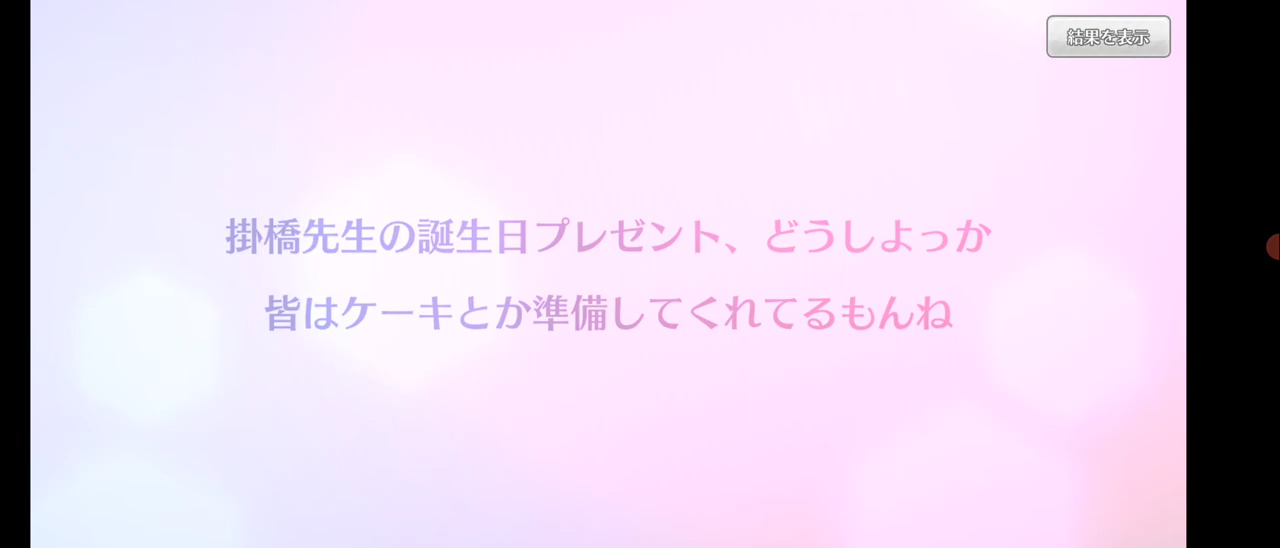 結果を表示
掛橋先生の誕生日プレゼント、どうしよっか
皆はケーキとか準備してくれてるもんね